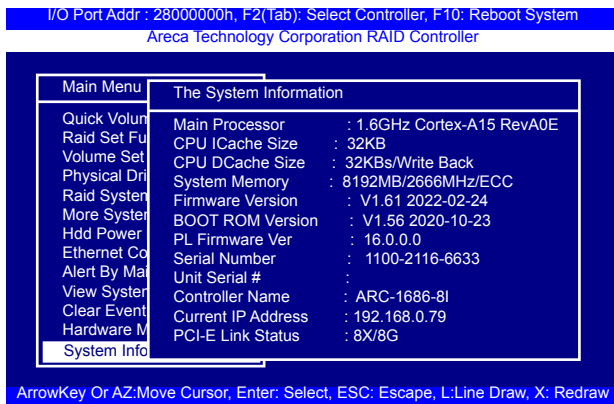 I/O Port Addr : 28000000h, F2(Tab): Select Controller, F10: Reboot System
Areca Technology Corporation RAID Controller
Main Menu
Quick Volum
Raid Set Fu
Volume Set
Physical Dri
Raid System
More System
Hdd Power
Ethernet Co
Alert By Mai
View System
Clear Event
Hardware M
System Info
The System Information
Main Processor : 1.6GHz Cortex-A15 RevA0E
CPU ICache Size : 32KB
CPU DCache Size : 32KBs/Write Back
System Memory : 8192MB/2666MHz/ECC
Firmware Version : V1.61 2022-02-24
BOOT ROM Version : V1.56 2020-10-23
PL Firmware Ver : 16.0.0.0
Serial Number : 1100-2116-6633
Unit Serial # :
Controller Name : ARC-1686-8I
Current IP Address : 192.168.0.79
PCI-E Link Status : 8X/8G
ArrowKey Or AZ:Move Cursor, Enter: Select, ESC: Escape, L:Line Draw, X: Redraw